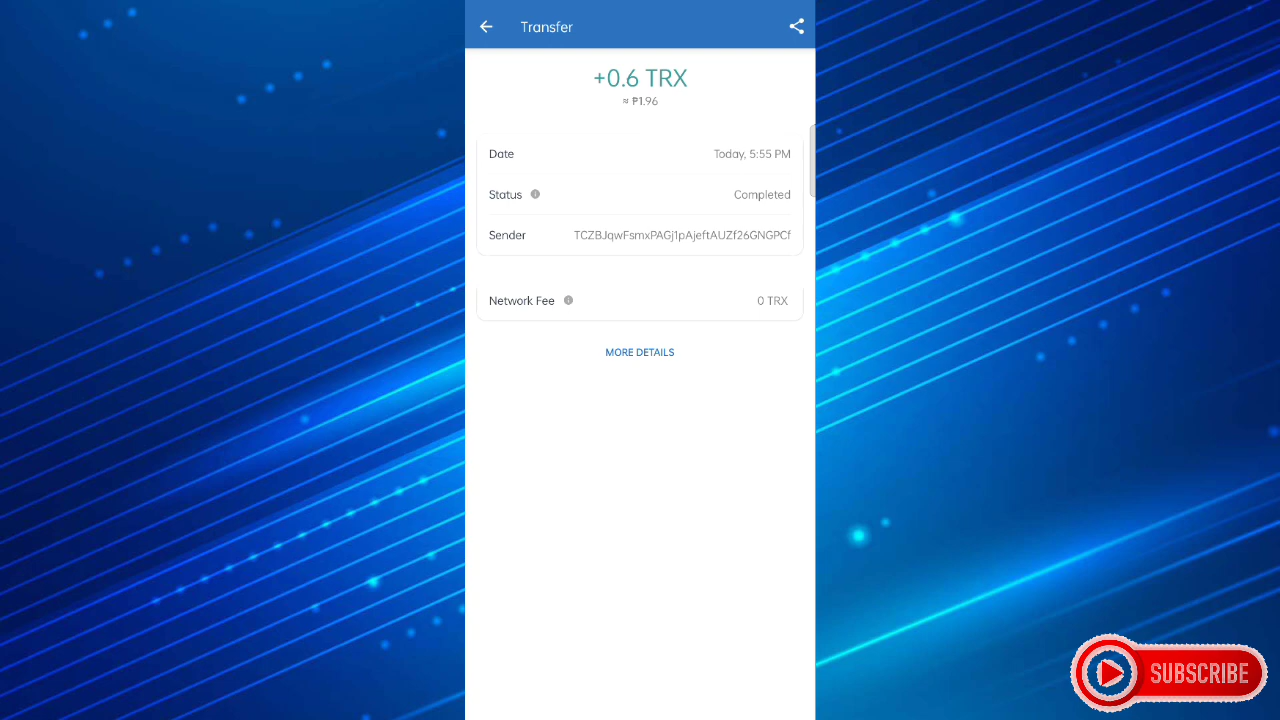 Transfer
+0.6 TRX
≈ ₱1.96
Date Today, 5:55 PM
Status Completed
Sender TCZBJqwFsmxPAGj1pAjeftAUZf26GNGPCf
Network Fee 0 TRX
MORE DETAILS
SUBSCRIBE